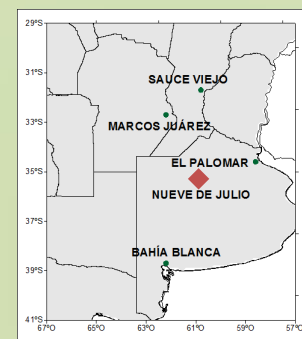 29°S
31°S
33°S
35°S
37°S
39°S
41°S
SAUCE VIEJO
MARCOS JUÁREZ
EL PALOMAR
NUEVE DE JULIO
BAHÍA BLANCA
67°O 65°O 63°O 61°O 59°O 57°O